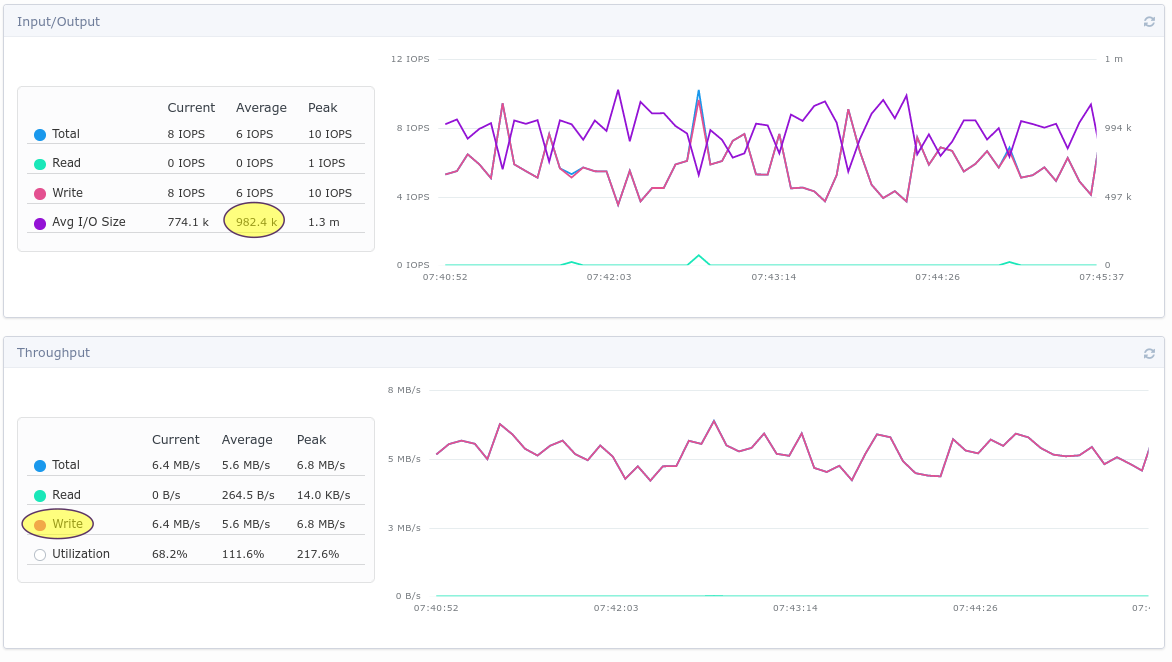 Input/Output
Current Average Peak
Total 8 IOPS 6 IOPS 10 IOPS
Read 0 IOPS 0 IOPS 1 IOPS
Write 8 IOPS 6 IOPS 10 IOPS
Avg I/O Size 774.1 k 982.4 k 1.3 m
12 IOPS 1 m
8 IOPS 994 k
4 IOPS 497 k
0 IOPS 0
07:40:52 07:42:03 07:43:14 07:44:26 07:45:37
Throughput
Current Average Peak
Total 6.4 MB/s 5.6 MB/s 6.8 MB/s
Read 0 B/s 264.5 B/s 14.0 KB/s
Write 6.4 MB/s 5.6 MB/s 6.8 MB/s
Utilization 68.2% 111.6% 217.6%
8 MB/s
5 MB/s
3 MB/s
0 B/s
07:40:52 07:42:03 07:43:14 07:44:26 07: